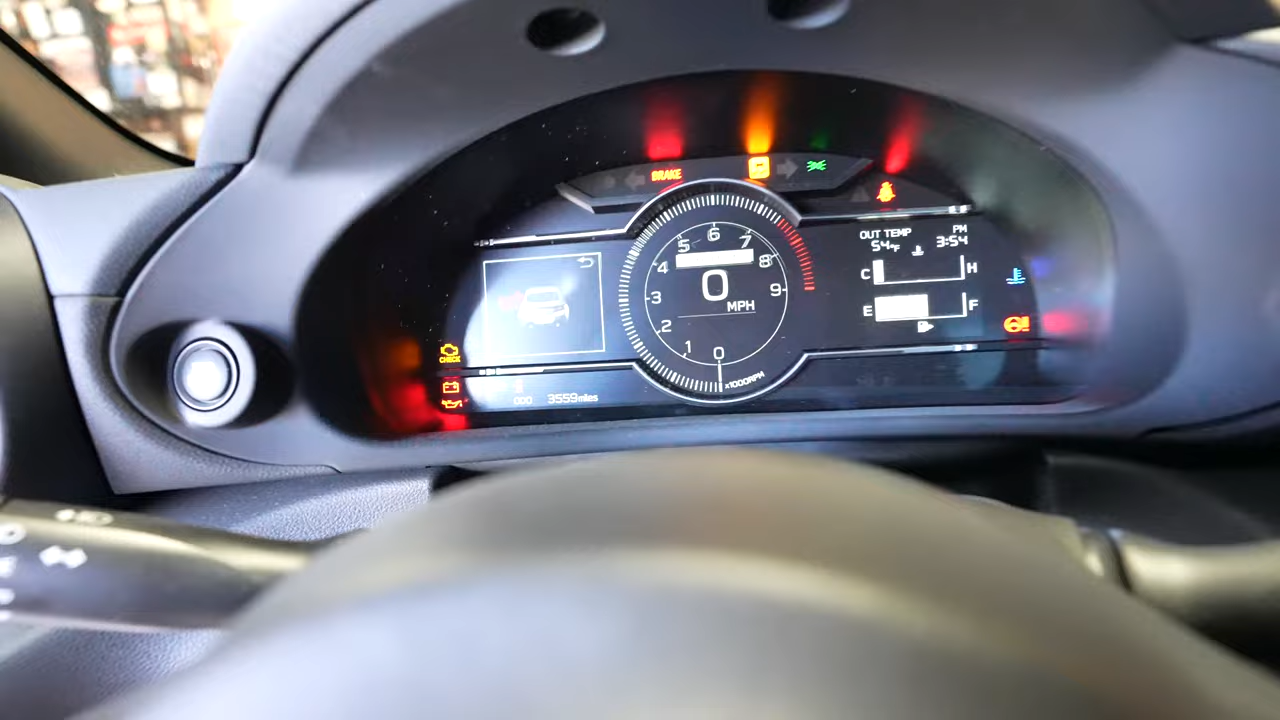 BRAKE
OUT TEMP
PM
54°F
3:54
C
H
E
F
5
6
7
4
8
3
9
2
1
0
0
MPH
x1000RPM
CHECK
ODO
3559miles